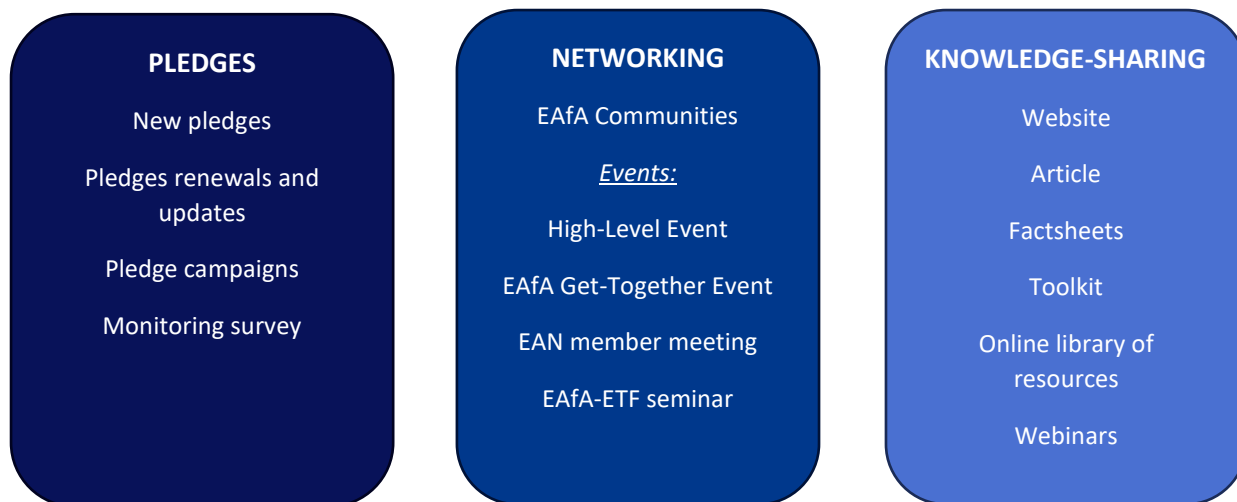 PLEDGES
New pledges
Pledges renewals and
updates
Pledge campaigns
Monitoring survey
NETWORKING
EAfA Communities
Events:
High-Level Event
EAfA Get-Together Event
EAN member meeting
EAfA-ETF seminar
KNOWLEDGE-SHARING
Website
Article
Factsheets
Toolkit
Online library of
resources
Webinars